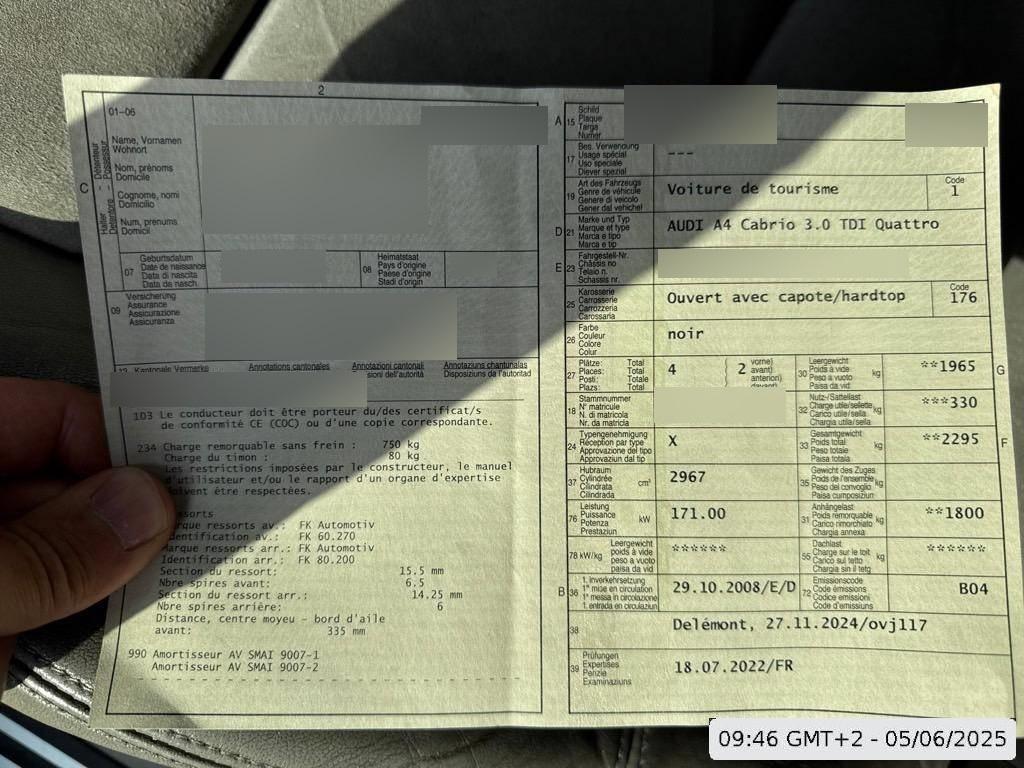 2
01-06
C
Halter - Détenteur
Detentore - Possessur
Name, Vornamen
Wohnort
Nom, prénoms
Domicile
Cognome, nomi
Domicilio
Num, prenums
Domicil
07
Geburtsdatum
Date de naissance
Data di nascita
Data da nasch.
08
Heimatstaat
Pays d'origine
Paese d'origine
Stadi d'origin
09
Versicherung
Assurance
Assicurazione
Assicuranza
Kantonale Vermerke
Annotations cantonales
Annotazioni cantonali
Annotaziuns chantunalas
sioni dell'autorità
Disposiziuns da l'autoritad
103 Le conducteur doit être porteur du/des certificat/s
de conformité CE (COC) ou d'une copie correspondante.
234 Charge remorquable sans frein : 750 kg
Charge du timon : 80 kg
Les restrictions imposées par le constructeur, le manuel
d'utilisateur et/ou le rapport d'un organe d'expertise
doivent être respectées.
ssorts
arque ressorts av.: FK Automotiv
dentification av.: FK 60.270
Marque ressorts arr.: FK Automotiv
Identification arr.: FK 80.200
Section du ressort : 15.5 mm
Nbre spires avant: 6.5
Section du ressort arr.: 14.25 mm
Nbre spires arrière: 6
Distance, centre moyeu - bord d'aile
avant: 335 mm
990 Amortisseur AV SMAI 9007-1
Amortisseur AV SMAI 9007-2
A
15
Schild
Plaque
Targa
Numer
17
Bes. Verwendung
Usage spécial
Uso speciale
Diever spezial
---
19
Art des Fahrzeugs
Genre de véhicule
Genere di veicolo
Gener dal vehichel
Voiture de tourisme
Code
1
D
21
Marke und Typ
Marque et type
Marca e tipo
Marca e tip
AUDI A4 Cabrio 3.0 TDI Quattro
E
23
Fahrgestell-Nr.
Châssis no
Telaio n.
Schassis nr.
25
Karosserie
Carrosserie
Carrozzeria
Carossaria
Ouvert avec capote/hardtop
Code
176
26
Farbe
Couleur
Colore
Colur
noir
27
Plätze: Total
Places: Total
Posti: Totale
Plazs: Total
4
2
vorne)
avant)
anteriori)
davant)
30
Leergewicht
Poids à vide
Peso a vuoto
Paisa da vid
kg
**1965
G
18
Stammnummer
N° matricule
N. di matricola
Nr. da matricla
32
Nutz-/Sattellast
Charge utile/sellette
Carico utile/sella
Chargia utila/sella
kg
***330
24
Typengenehmigung
Réception par type
Approvazione del tipo
Approvaziun dal tip
X
33
Gesamtgewicht
Poids total
Peso totale
Paisa totala
kg
**2295
F
37
Hubraum
Cylindrée
Cilindrata
Cilindrada
cm³
2967
35
Gewicht des Zuges
Poids de l'ensemble
Peso del convoglio
Paisa cumposiziun
kg
76
Leistung
Puissance
Potenza
Prestaziun
kW
171.00
31
Anhängelast
Poids remorquable
Carico rimorchiato
Chargia annexa
kg
**1800
78 kW/kg
Leergewicht
poids à vide
peso a vuoto
paisa da vid
******
55
Dachlast
Charge sur le toit
Carico sul tetto
Chargia sin il tetg
kg
******
B
36
1. Inverkehrsetzung
1re mise en circulation
1a messa in circolazione
1. entrada en circulaziun
29.10.2008/E/D
72
Emissionscode
Code émissions
Codice emissioni
Code d'emissiuns
B04
38
Delémont, 27.11.2024/ovj117
39
Prüfungen
Expertises
Perizie
Examinaziuns
18.07.2022/FR
09:46 GMT+2 - 05/06/2025